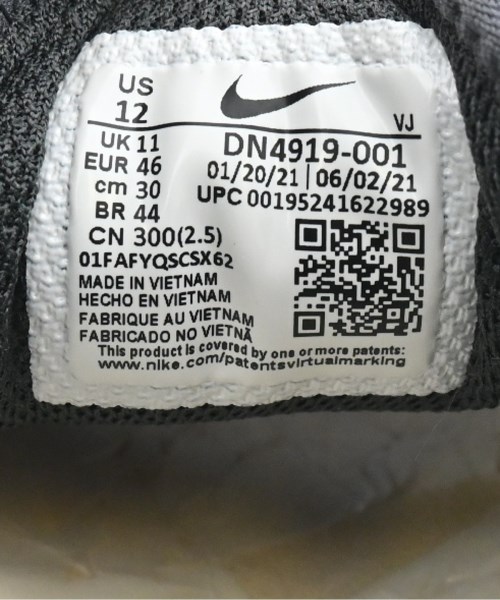 US
12
VJ
UK 11
EUR 46
cm 30
BR 44
CN 300(2.5)
DN4919-001
01/20/21 | 06/02/21
UPC 00195241622989
01FAFYQSCSX62
MADE IN VIETNAM
HECHO EN VIETNAM
FABRIQUE AU VIETNAM
FABRICADO NO VIETNÃ
This product is covered by one or more patents:
www.nike.com/patentsvirtualmarking